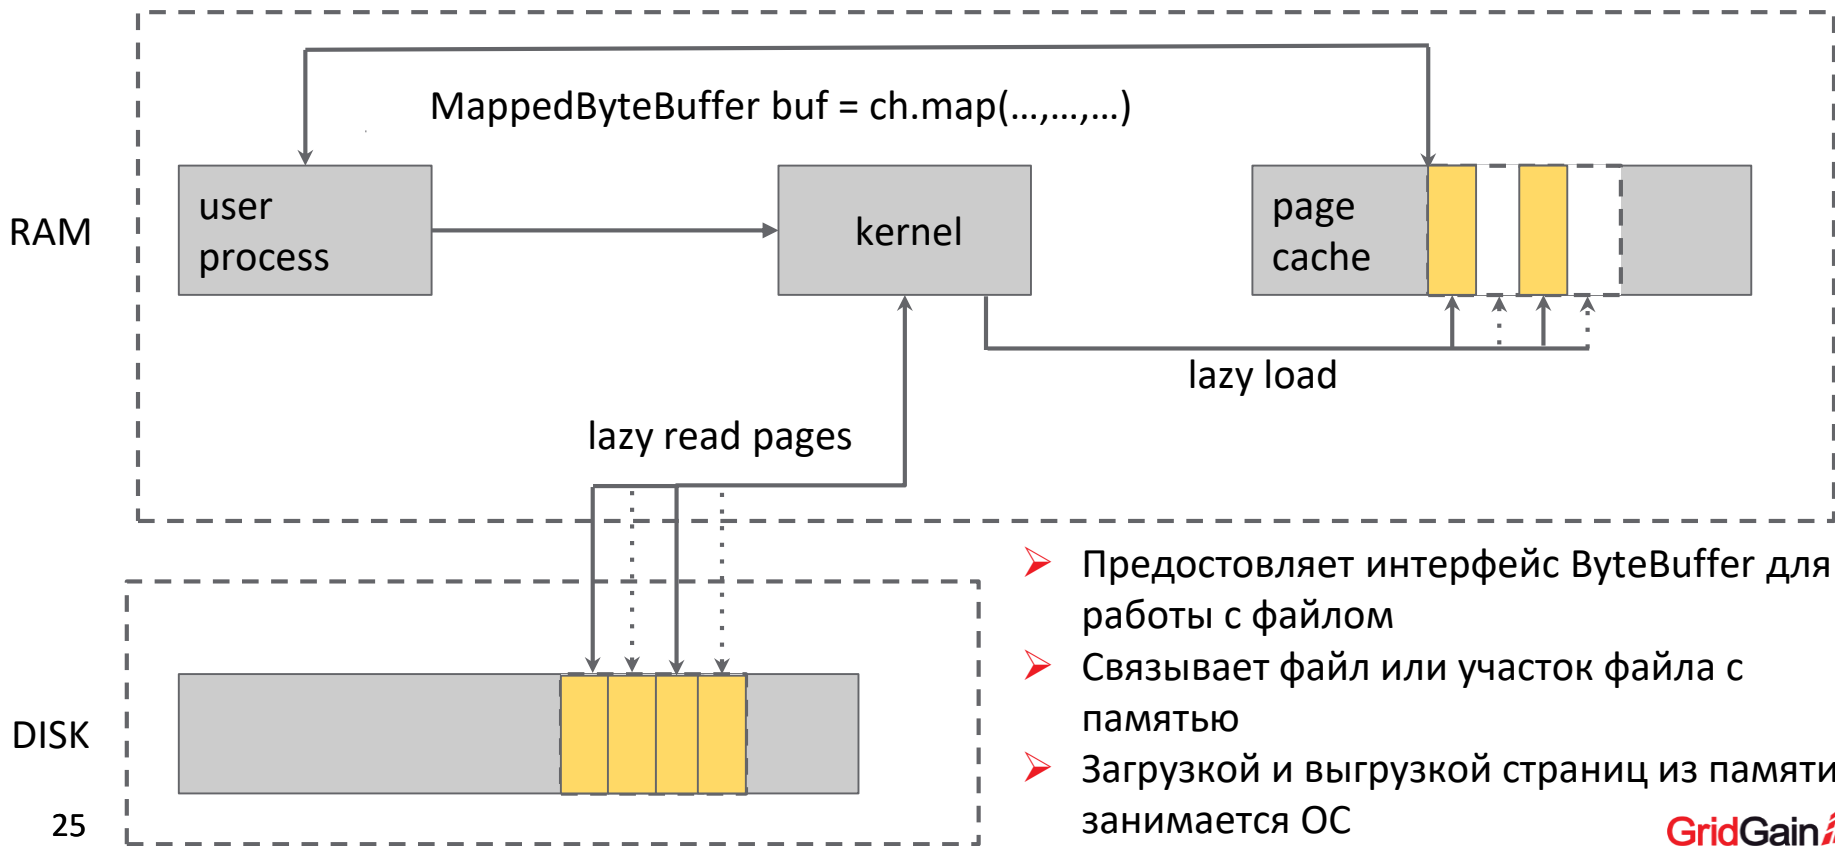 MappedByteBuffer buf = ch.map(…,…,…)
RAM
user
process
kernel
page
cache
lazy load
lazy read pages
DISK
➢ Предостовляет интерфейс ByteBuffer для
работы с файлом
➢ Связывает файл или участок файла с
памятью
➢ Загрузкой и выгрузкой страниц из памяти
занимается ОС
25
GridGain